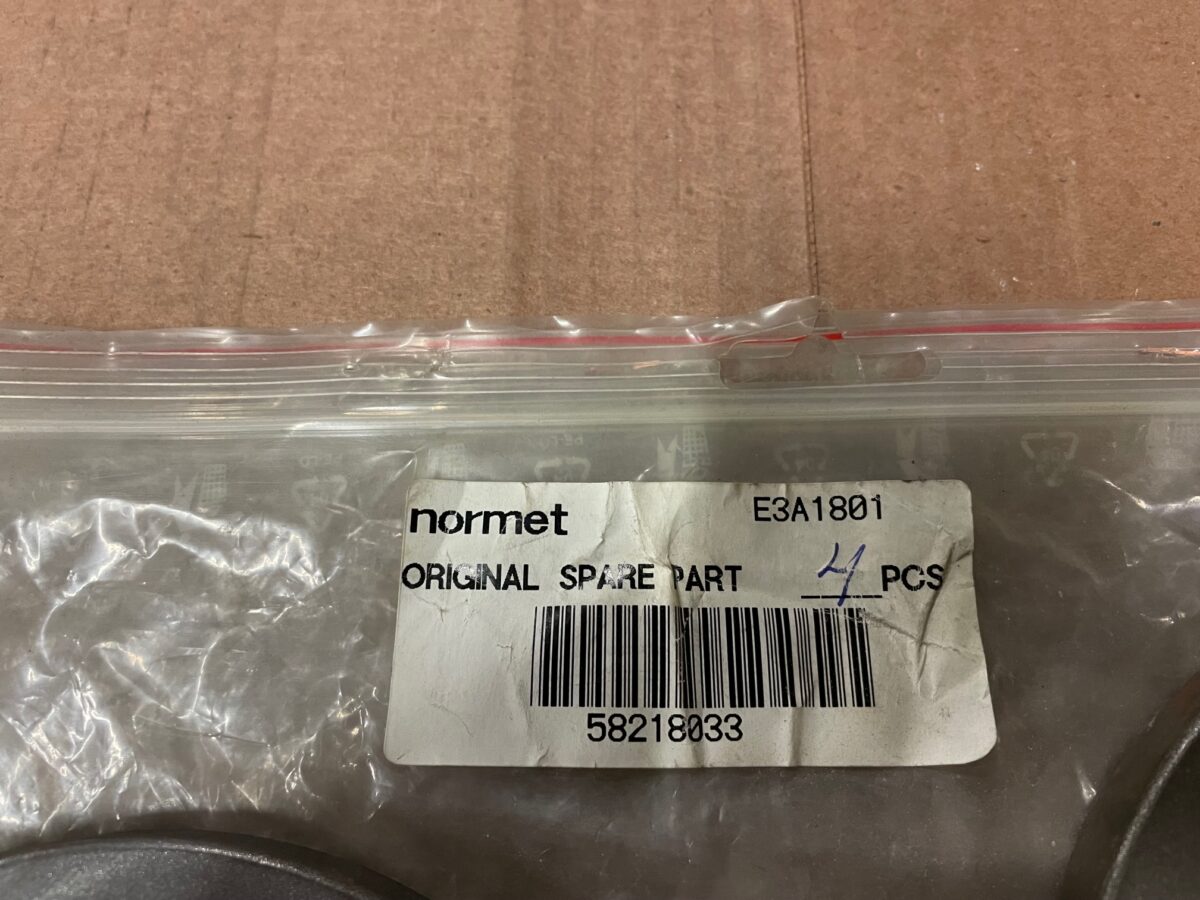 normet E3A1801
ORIGINAL SPARE PART 4 PCS
58218033